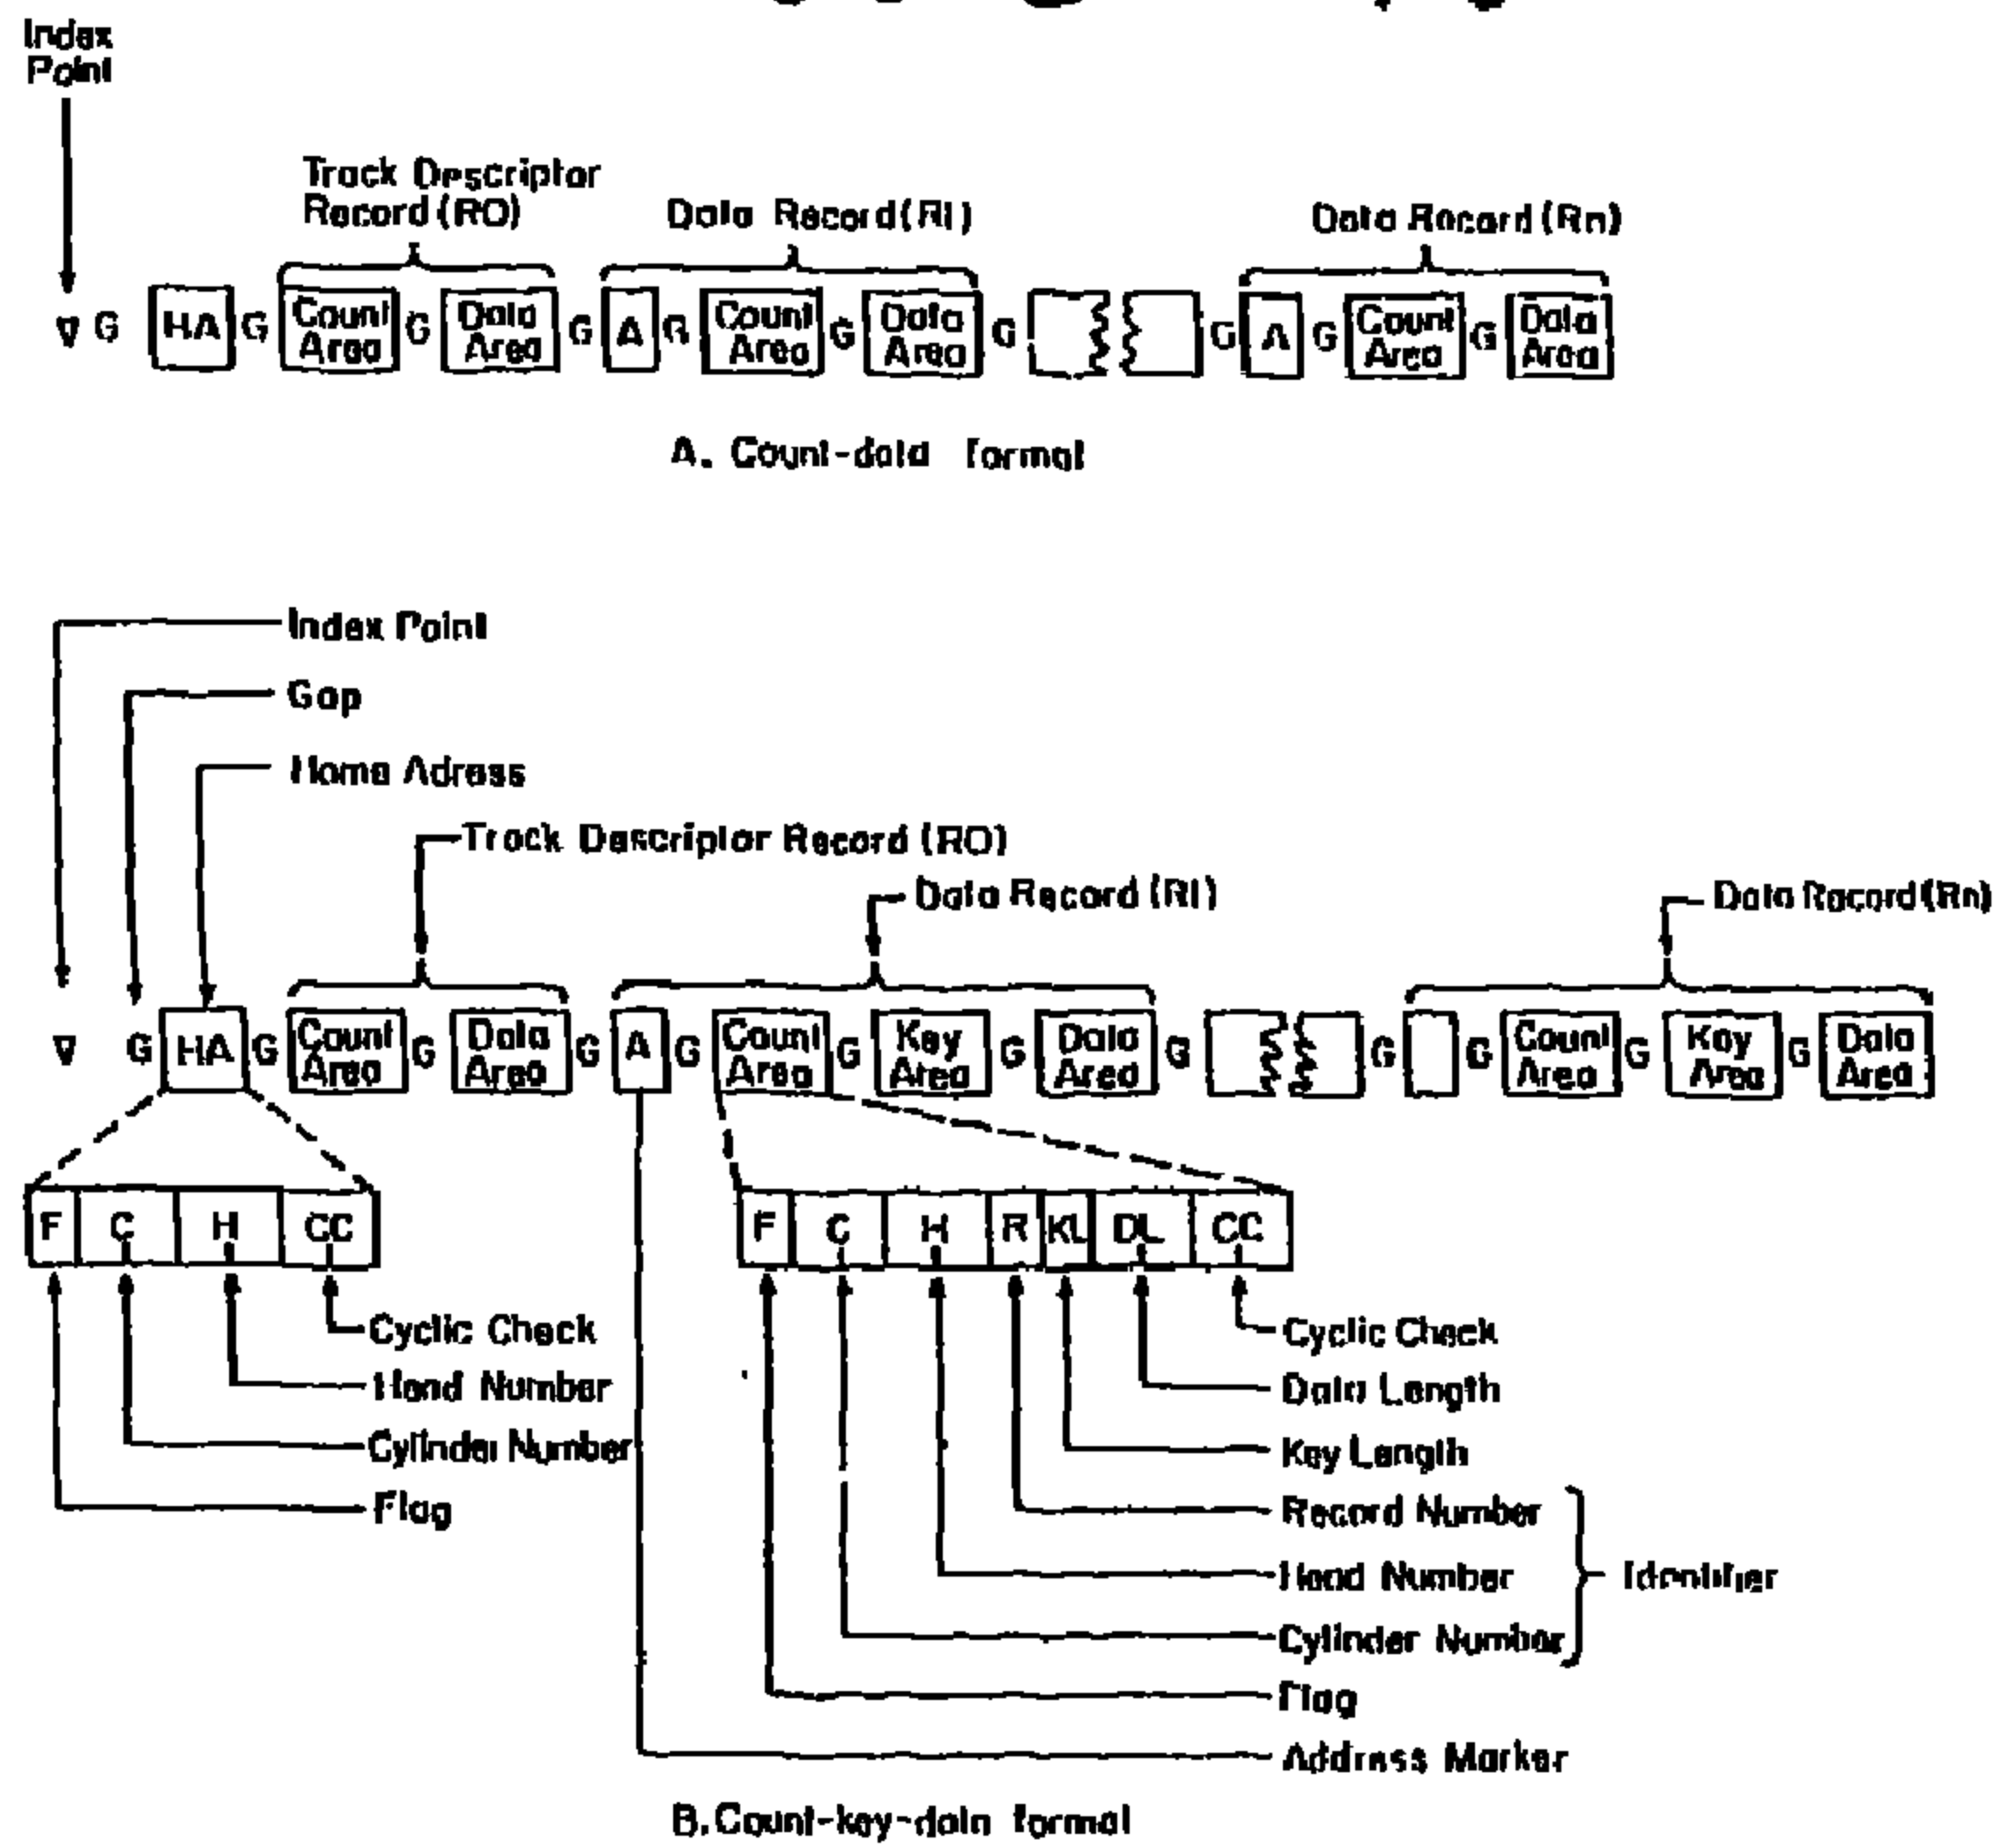 Index
Point
Track Descriptor
Record (RO)
Data Record (R1)
Data Record (Rn)
G HA G Count Area G Data Area G A G Count Area G Data Area G G A G Count Area G Data Area
A. Count-data format
Index Point
Gap
Home Adress
Track Descriptor Record (RO)
Data Record (R1)
Data Record (Rn)
G HA G Count Area G Data Area G A G Count Area G Key Area G Data Area G G G Count Area G Key Area G Data Area
F C H CC
F C H R KL DL CC
Cyclic Check
Head Number
Cylinder Number
Flag
Cyclic Check
Data Length
Key Length
Record Number
Head Number
Identifier
Cylinder Number
Flag
Address Marker
B. Count-key-data format